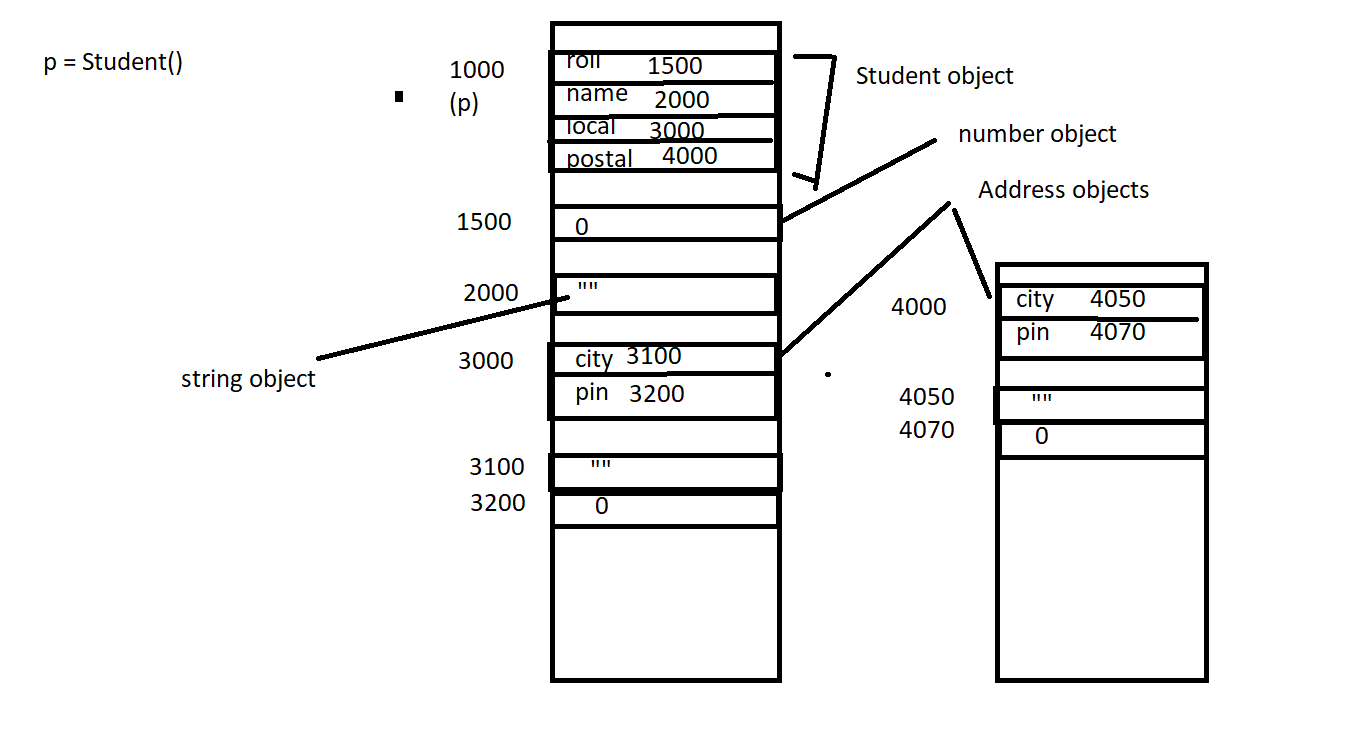 p = Student()
1000
(p)
roll 1500
name 2000
local 3000
postal 4000
Student object
number object
Address objects
1500
0
2000
""
string object
3000
city 3100
pin 3200
3100
""
3200
0
4000
city 4050
pin 4070
4050
""
4070
0